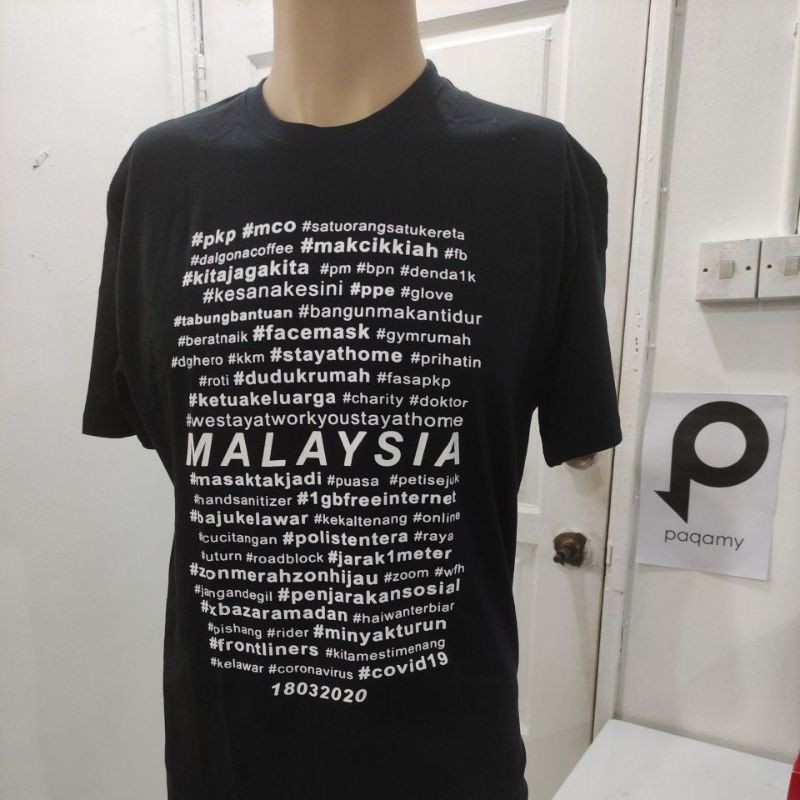 #pkp #mco #satuorangsatukereta
#dalgonacoffee #makcikkiah #fb
#kitajagakita #pm #bpn #denda1k
#kesanakesini #ppe #glove
#tabungbantuan #bangunmakantidur
#beratnaik #facemask #gymrumah
#dghero #kkm #stayathome #prihatin
#roti #dudukrumah #fasapkp
#ketuakeluarga #charity #doktor
#westayatworkyoustayathome
MALAYSIA
#masaktakjadi #puasa #petisejuk
#handsanitizer #1gbfreeinternet
#bajukelawar #kekaltenang #online
#cucitangan #polistentera #raya
#uturn #roadblock #jarak1meter
#zonmerahzonhijau #zoom #wfh
#jangandegil #penjarakansosial
#xbazaramadan #haiwanterbiar
#pishang #rider #minyakturun
#frontliners #kitamestimenang
#kelawar #coronavirus #covid19
18032020
paqamy